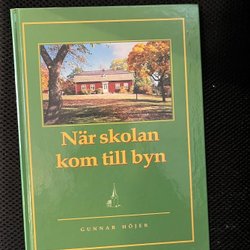 När skolan
kom till byn
GUNNAR HÖJER